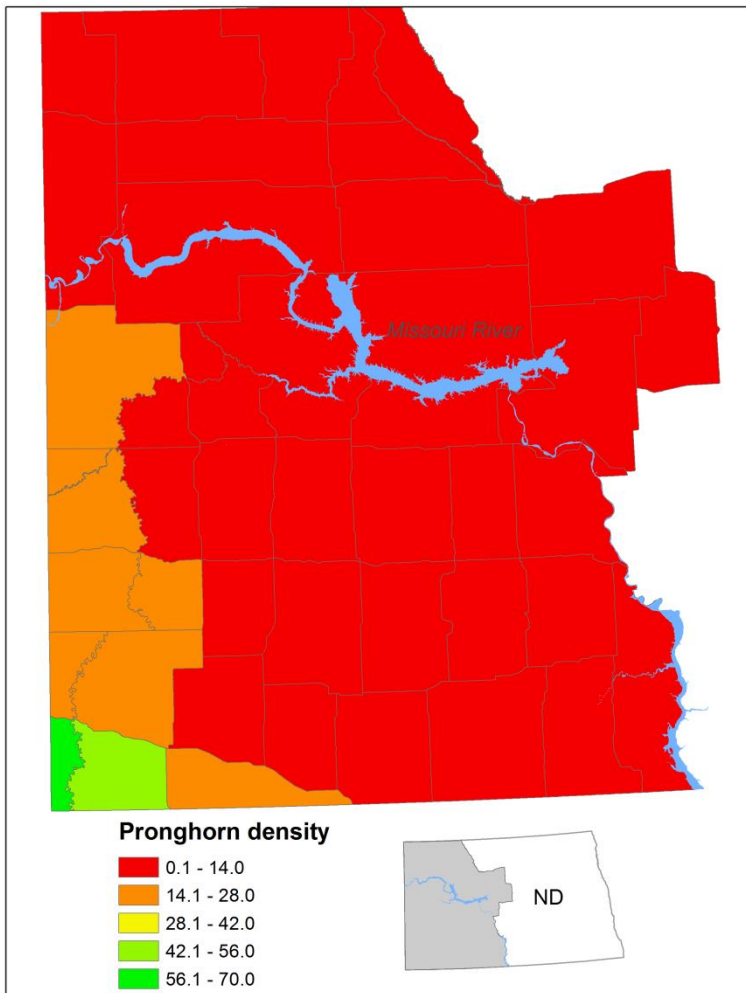 Missouri River
Pronghorn density
0.1 - 14.0
14.1 - 28.0
28.1 - 42.0
42.1 - 56.0
56.1 - 70.0
ND